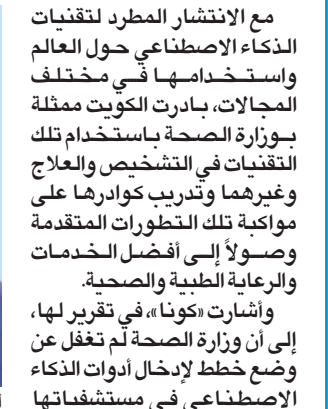 مع الانتشار المطرد لتقنيات
الذكاء الاصطناعي حول العالم
واستخدامها في مختلف
المجالات، بادرت الكويت ممثلة
بوزارة الصحة باستخدام تلك
التقنيات في التشخيص والعلاج
وغيرهما وتدريب كوادرها على
مواكبة تلك التطورات المتقدمة
وصولاً إلى أفضل الخدمات
والرعاية الطبية والصحية.
وأشارت «كونا»، في تقرير لها،
إلى أن وزارة الصحة لم تغفل عن
وضع خطط لإدخال أدوات الذكاء
الاصطناعي في مستشفياتها